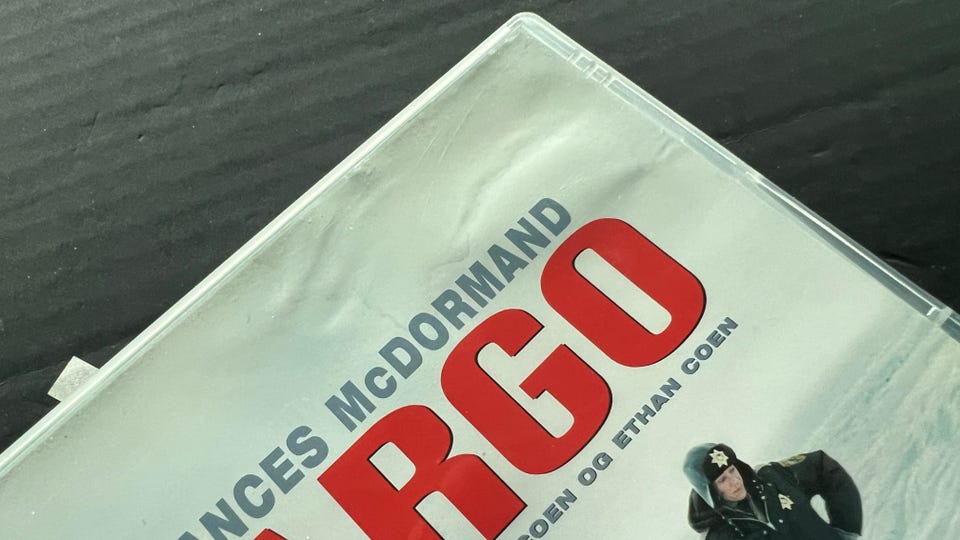 ANCES McDORMAND
ARGO
COEN OG ETHAN COEN